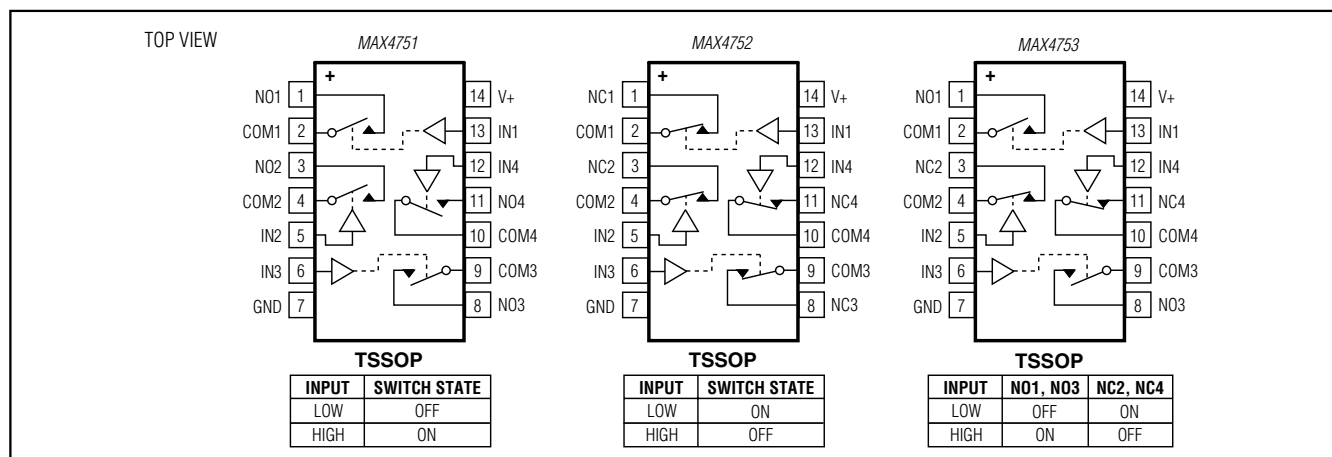 TOP VIEW
MAX4751
+
NO1 1
COM1 2
NO2 3
COM2 4
IN2 5
IN3 6
GND 7
14 V+
13 IN1
12 IN4
11 NO4
10 COM4
9 COM3
8 NO3
TSSOP
INPUT SWITCH STATE
LOW OFF
HIGH ON
MAX4752
+
NC1 1
COM1 2
NC2 3
COM2 4
IN2 5
IN3 6
GND 7
14 V+
13 IN1
12 IN4
11 NC4
10 COM4
9 COM3
8 NC3
TSSOP
INPUT SWITCH STATE
LOW ON
HIGH OFF
MAX4753
+
NO1 1
COM1 2
NC2 3
COM2 4
IN2 5
IN3 6
GND 7
14 V+
13 IN1
12 IN4
11 NC4
10 COM4
9 COM3
8 NO3
TSSOP
INPUT NO1, NO3 NC2, NC4
LOW OFF ON
HIGH ON OFF